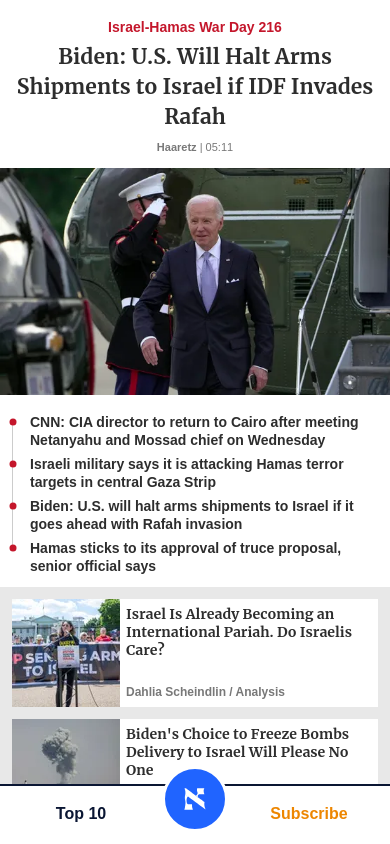 Israel-Hamas War Day 216
Biden: U.S. Will Halt Arms
Shipments to Israel if IDF Invades
Rafah
Haaretz | 05:11
CNN: CIA director to return to Cairo after meeting
Netanyahu and Mossad chief on Wednesday
Israeli military says it is attacking Hamas terror
targets in central Gaza Strip
Biden: U.S. will halt arms shipments to Israel if it
goes ahead with Rafah invasion
Hamas sticks to its approval of truce proposal,
senior official says
Israel Is Already Becoming an
International Pariah. Do Israelis
Care?
Dahlia Scheindlin / Analysis
TO ISRAEL
Biden's Choice to Freeze Bombs
Delivery to Israel Will Please No
One
Top 10
Subscribe